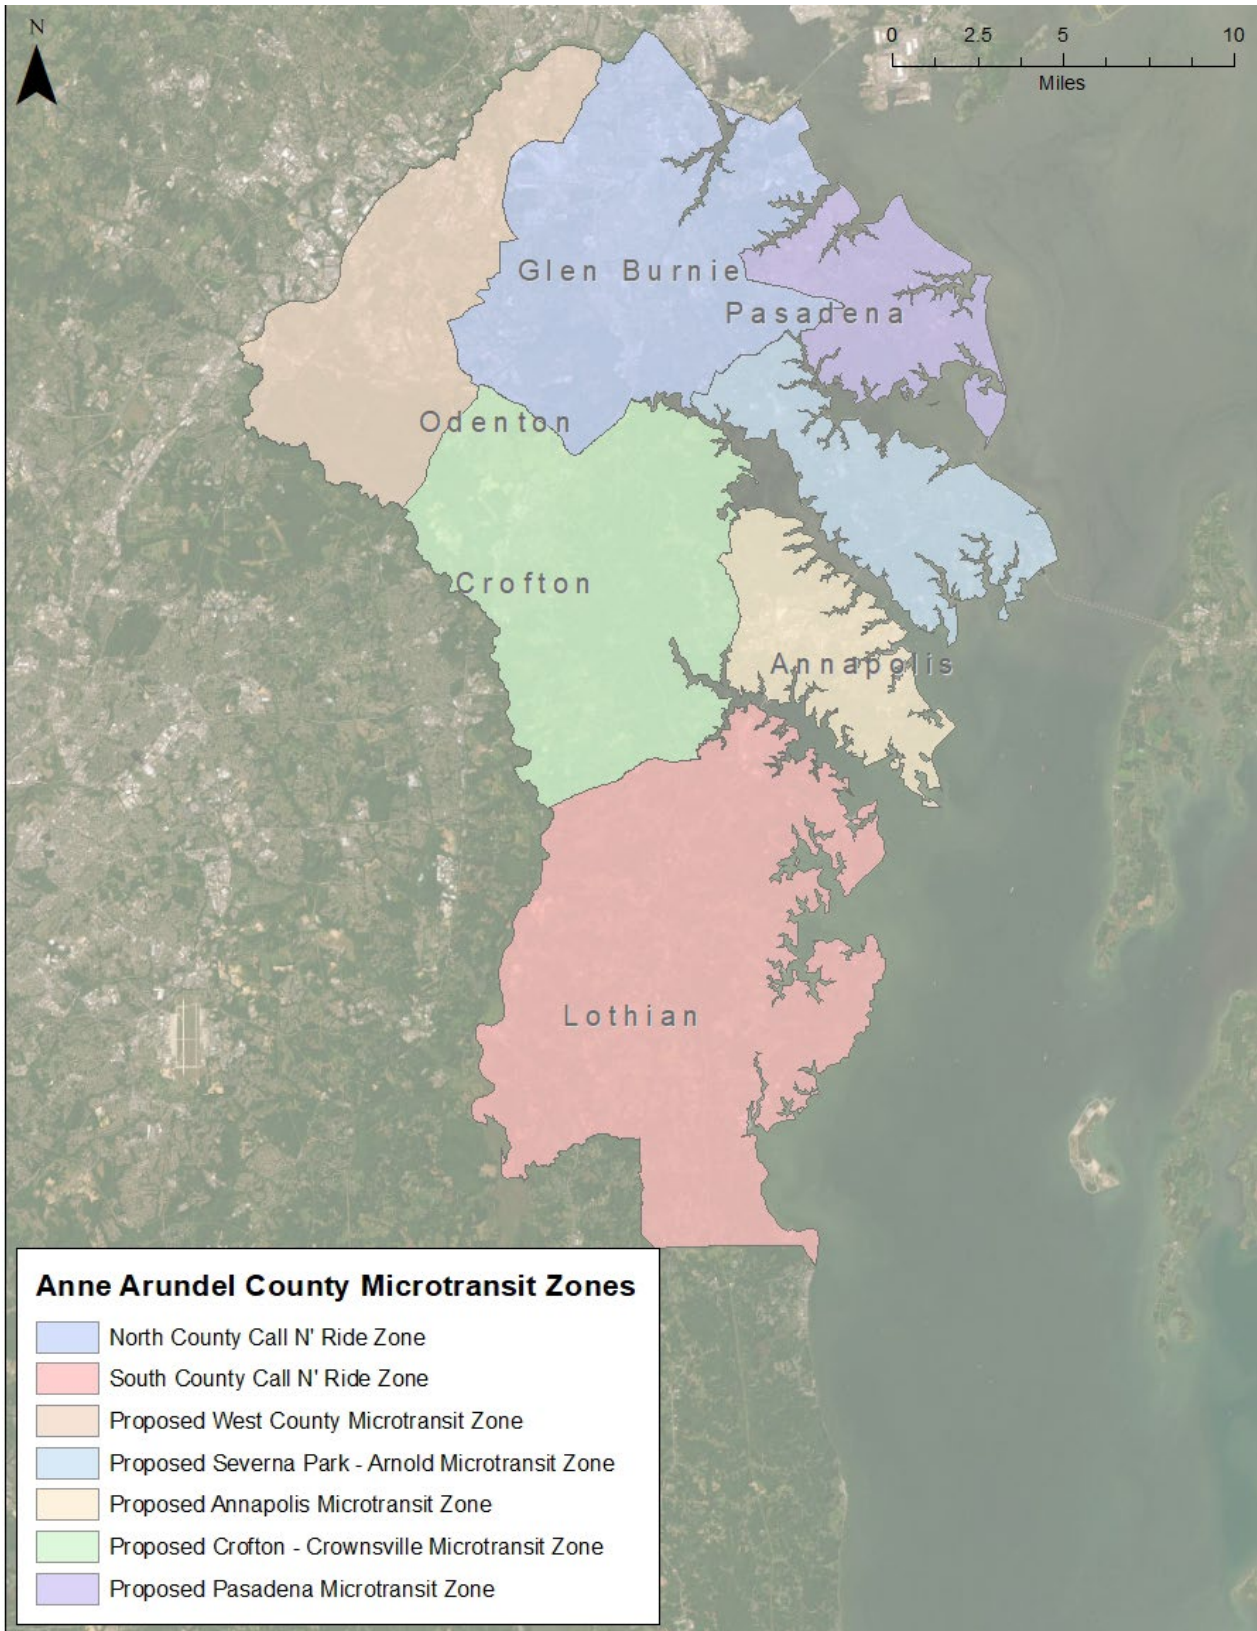 N
0 2.5 5 10
Miles
Glen Burnie
Pasadena
Odenton
Crofton
Annapolis
Lothian
Anne Arundel County Microtransit Zones
North County Call N' Ride Zone
South County Call N' Ride Zone
Proposed West County Microtransit Zone
Proposed Severna Park - Arnold Microtransit Zone
Proposed Annapolis Microtransit Zone
Proposed Crofton - Crownsville Microtransit Zone
Proposed Pasadena Microtransit Zone